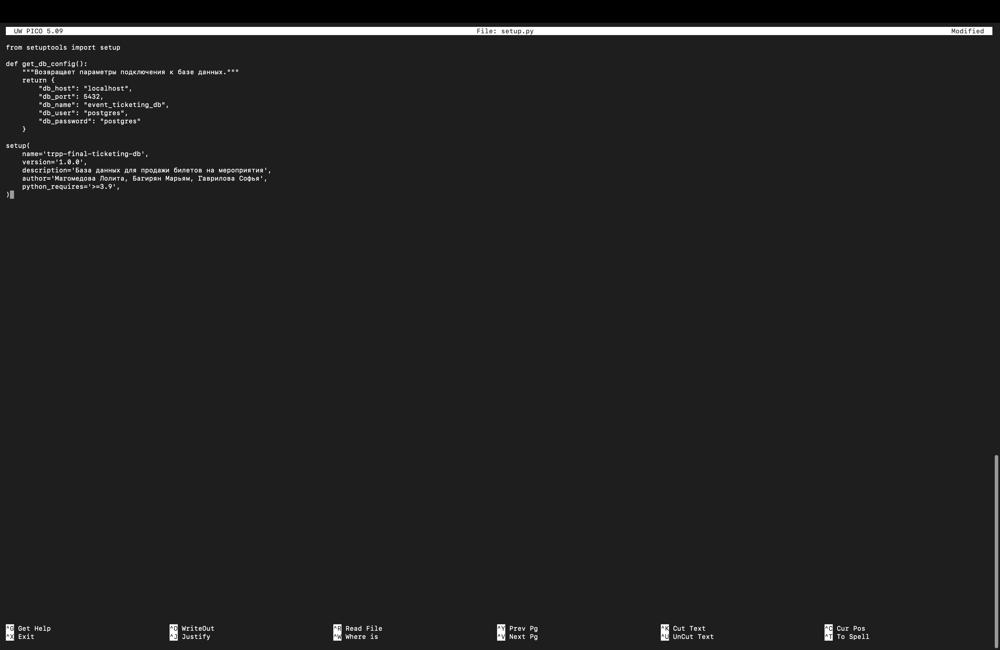 UW PICO 5.09 File: setup.py Modified
from setuptools import setup
def get_db_config():
    """Возвращает параметры подключения к базе данных."""
    return {
        "db_host": "localhost",
        "db_port": 5432,
        "db_name": "event_ticketing_db",
        "db_user": "postgres",
        "db_password": "postgres"
    }
setup(
    name='trpp-final-ticketing-db',
    version='1.0.0',
    description='База данных для продажи билетов на мероприятия',
    author='Магомедова Лолита, Багирян Марьям, Гаврилова Софья',
    python_requires='>=3.9',
)
^G Get Help ^O WriteOut ^R Read File ^Y Prev Pg ^K Cut Text ^C Cur Pos
^X Exit ^J Justify ^W Where is ^V Next Pg ^U UnCut Text ^T To Spell